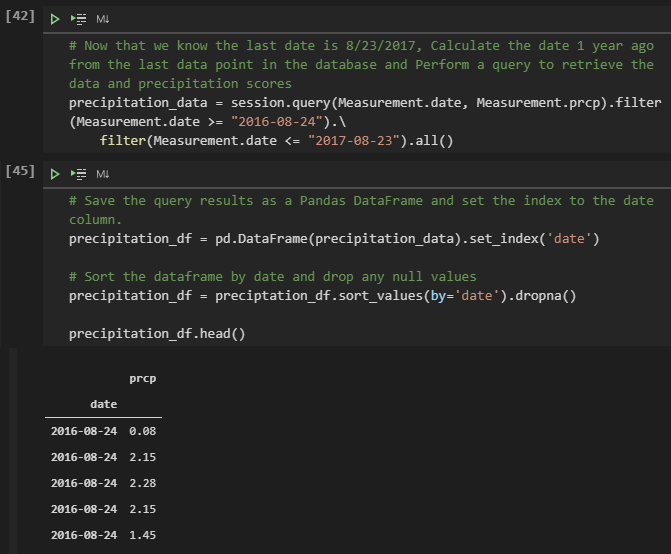 [42]
M↓
# Now that we know the last date is 8/23/2017, Calculate the date 1 year ago
from the last data point in the database and Perform a query to retrieve the
data and precipitation scores
precipitation_data = session.query(Measurement.date, Measurement.prcp).filter
(Measurement.date >= "2016-08-24").\
filter(Measurement.date <= "2017-08-23").all()
[45]
M↓
# Save the query results as a Pandas DataFrame and set the index to the date
column.
precipitation_df = pd.DataFrame(precipitation_data).set_index('date')
# Sort the dataframe by date and drop any null values
precipitation_df = preciptation_df.sort_values(by='date').dropna()
precipitation_df.head()
prcp
date
2016-08-24 0.08
2016-08-24 2.15
2016-08-24 2.28
2016-08-24 2.15
2016-08-24 1.45